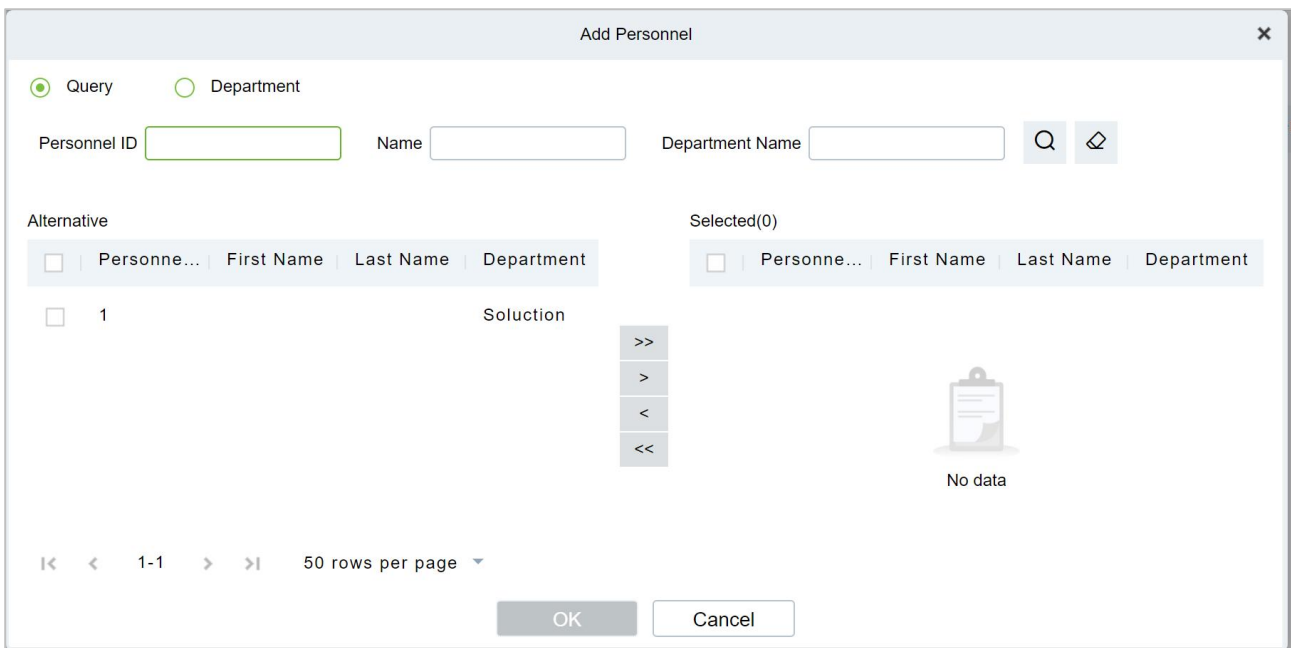 Add Personnel
Query Department
Personnel ID Name Department Name
Alternative Selected(0)
Personne... First Name Last Name Department Personne... First Name Last Name Department
1 Soluction
>>
>
<
<<
No data
1-1 50 rows per page
OK Cancel